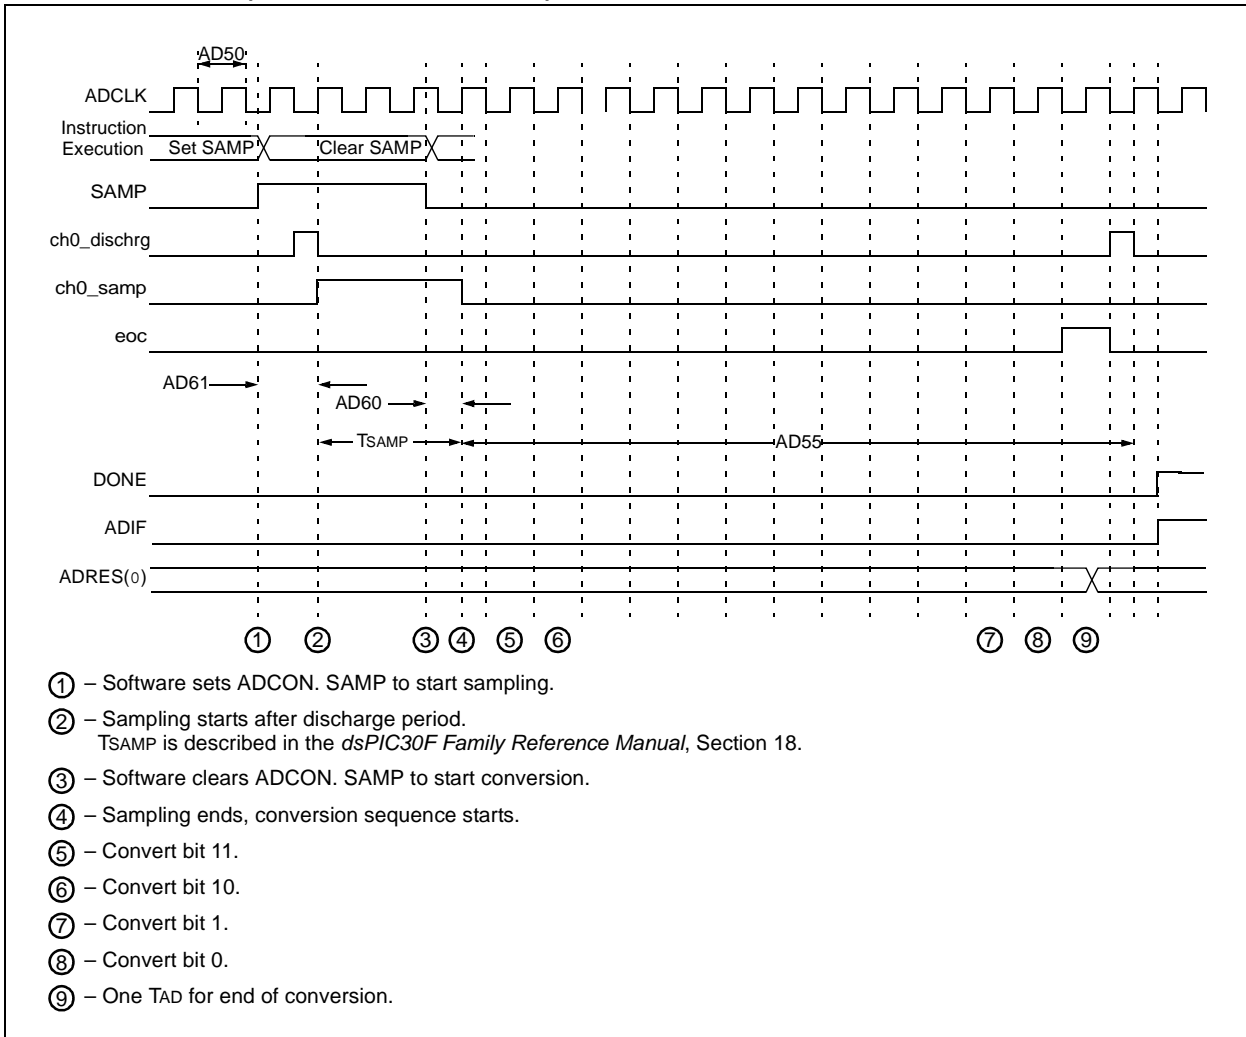 AD50
ADCLK
Instruction
Execution
Set SAMP
Clear SAMP
SAMP
ch0_dischrg
ch0_samp
eoc
AD61
AD60
TSAMP
AD55
DONE
ADIF
ADRES(0)
1 2 3 4 5 6 7 8 9
1 – Software sets ADCON. SAMP to start sampling.
2 – Sampling starts after discharge period.
TSAMP is described in the dsPIC30F Family Reference Manual, Section 18.
3 – Software clears ADCON. SAMP to start conversion.
4 – Sampling ends, conversion sequence starts.
5 – Convert bit 11.
6 – Convert bit 10.
7 – Convert bit 1.
8 – Convert bit 0.
9 – One TAD for end of conversion.